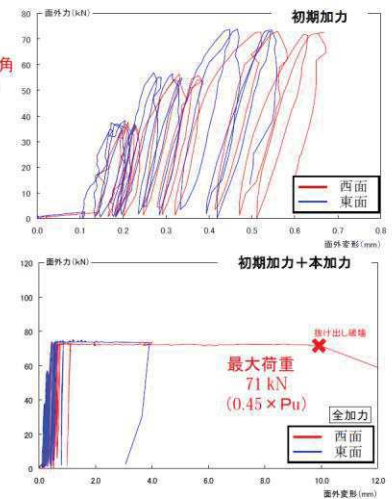 面外力(kN)
初期加力
角
80
70
60
50
40
30
20
10
0
西面
東面
0.0 0.1 0.2 0.3 0.4 0.5 0.6 0.7 0.8
面外変形(mm)
面外力(kN)
初期加力+本加力
120
100
80
60
40
20
0
抜け出し破壊
最大荷重
71 kN
(0.45×Pu)
全加力
西面
東面
0.0 2.0 4.0 6.0 8.0 10.0 12.0
面外変形(mm)